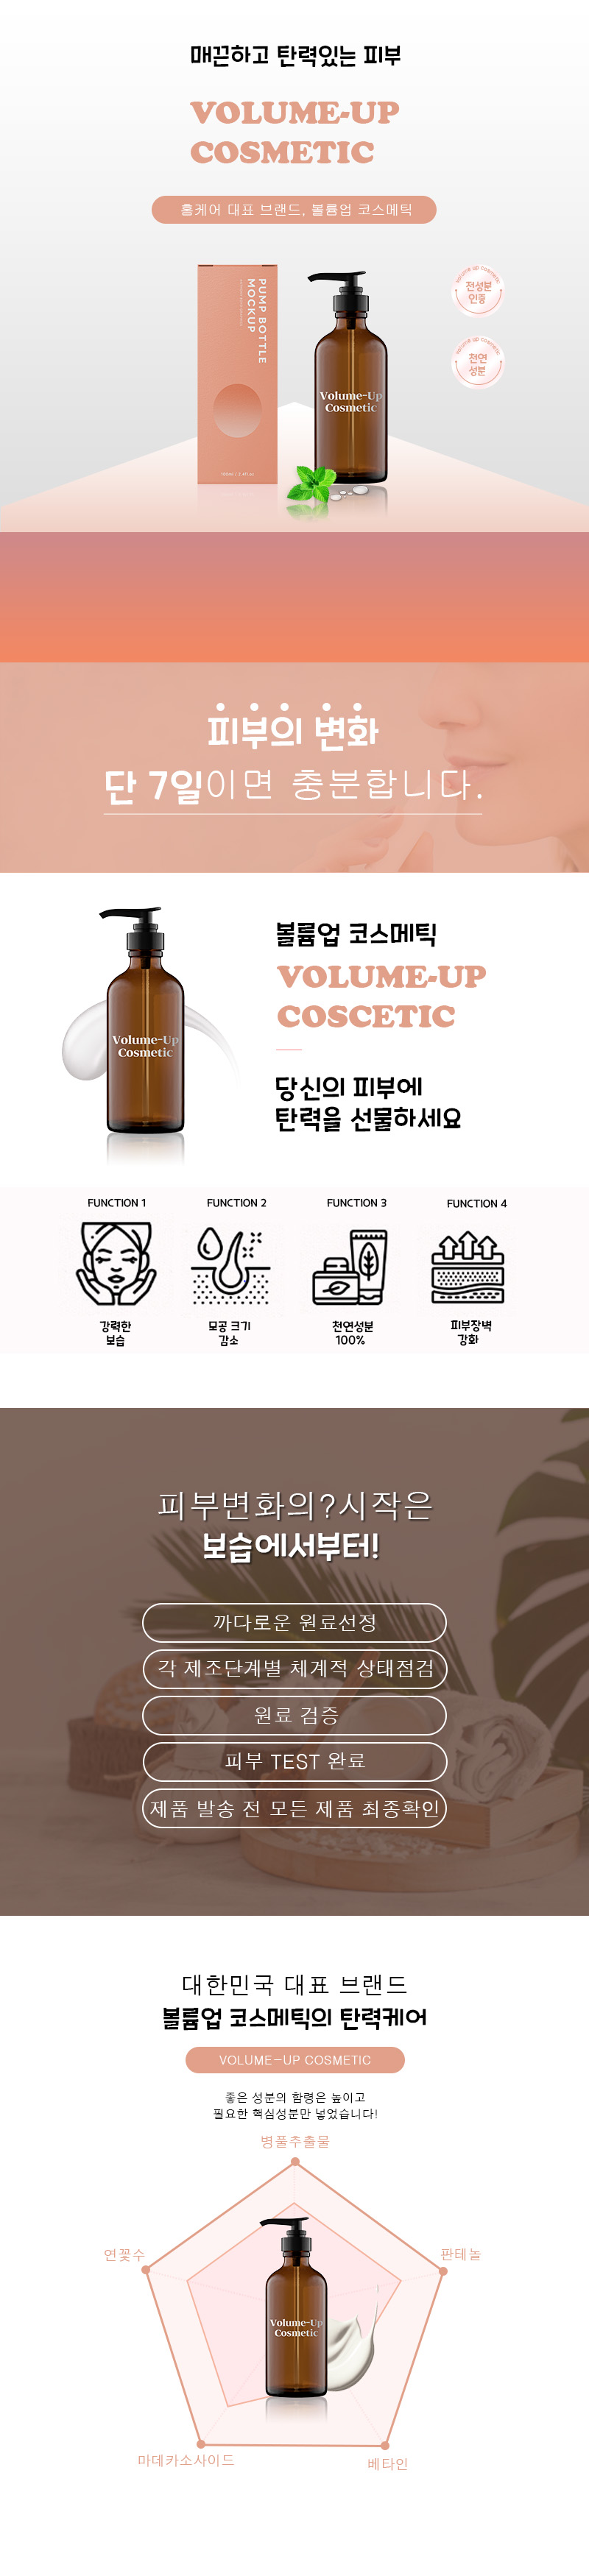 매끈하고 탄력있는 피부
VOLUME-UP
COSMETIC
홈케어 대표 브랜드, 볼륨업 코스메틱
PUMP BOTTLE
MOCKUP
Volume-Up
Cosmetic
volume up cosmetic
전성분
인증
volume up cosmetic
천연
성분
피부의 변화
단 7일이면 충분합니다.
Volume-Up
Cosmetic
볼륨업 코스메틱
VOLUME-UP
COSCETIC
당신의 피부에
탄력을 선물하세요
FUNCTION 1
FUNCTION 2
FUNCTION 3
FUNCTION 4
강력한
보습
모공 크기
감소
천연성분
100%
피부장벽
강화
피부변화의?시작은
보습에서부터!
까다로운 원료선정
각 제조단계별 체계적 상태점검
원료 검증
피부 TEST 완료
제품 발송 전 모든 제품 최종확인
대한민국 대표 브랜드
볼륨업 코스메틱의 탄력케어
VOLUME-UP COSMETIC
좋은 성분의 함령은 높이고
필요한 핵심성분만 넣었습니다!
병풀추출물
연꽃수
판테놀
Volume-Up
Cosmetic
마데카소사이드
베타인